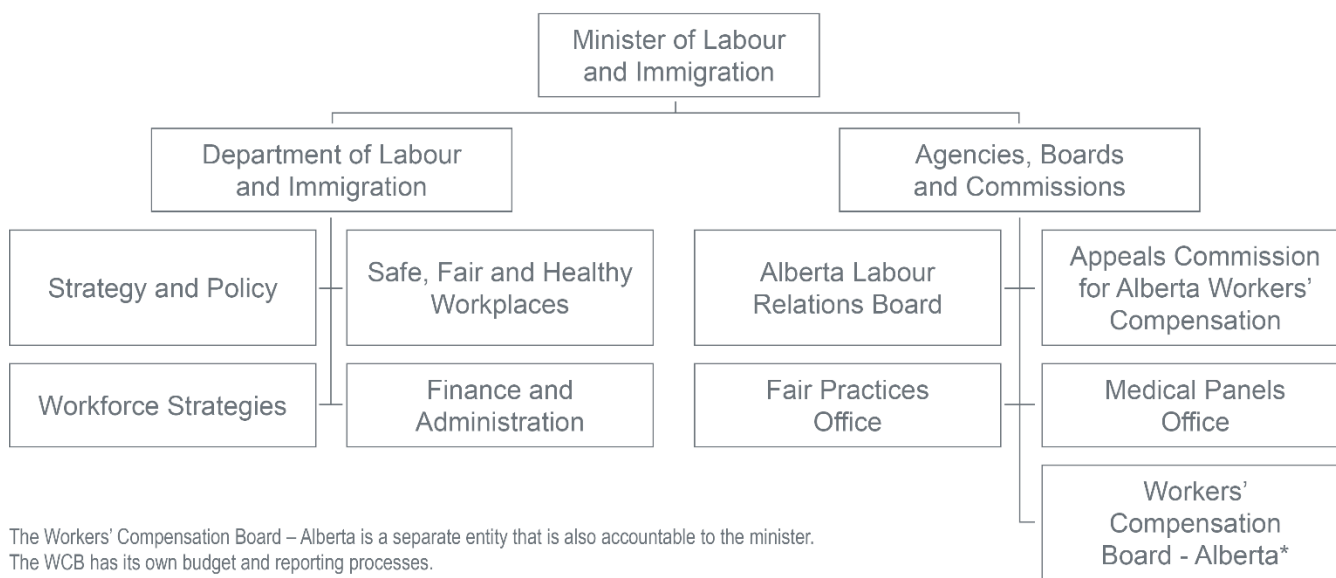 Minister of Labour
and Immigration
Department of Labour
and Immigration
Agencies, Boards
and Commissions
Strategy and Policy
Safe, Fair and Healthy
Workplaces
Alberta Labour
Relations Board
Appeals Commission
for Alberta Workers’
Compensation
Workforce Strategies
Finance and
Administration
Fair Practices
Office
Medical Panels
Office
Workers’
Compensation
Board - Alberta*
The Workers’ Compensation Board – Alberta is a separate entity that is also accountable to the minister.
The WCB has its own budget and reporting processes.